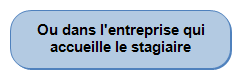 Ou dans l'entreprise qui
accueille le stagiaire